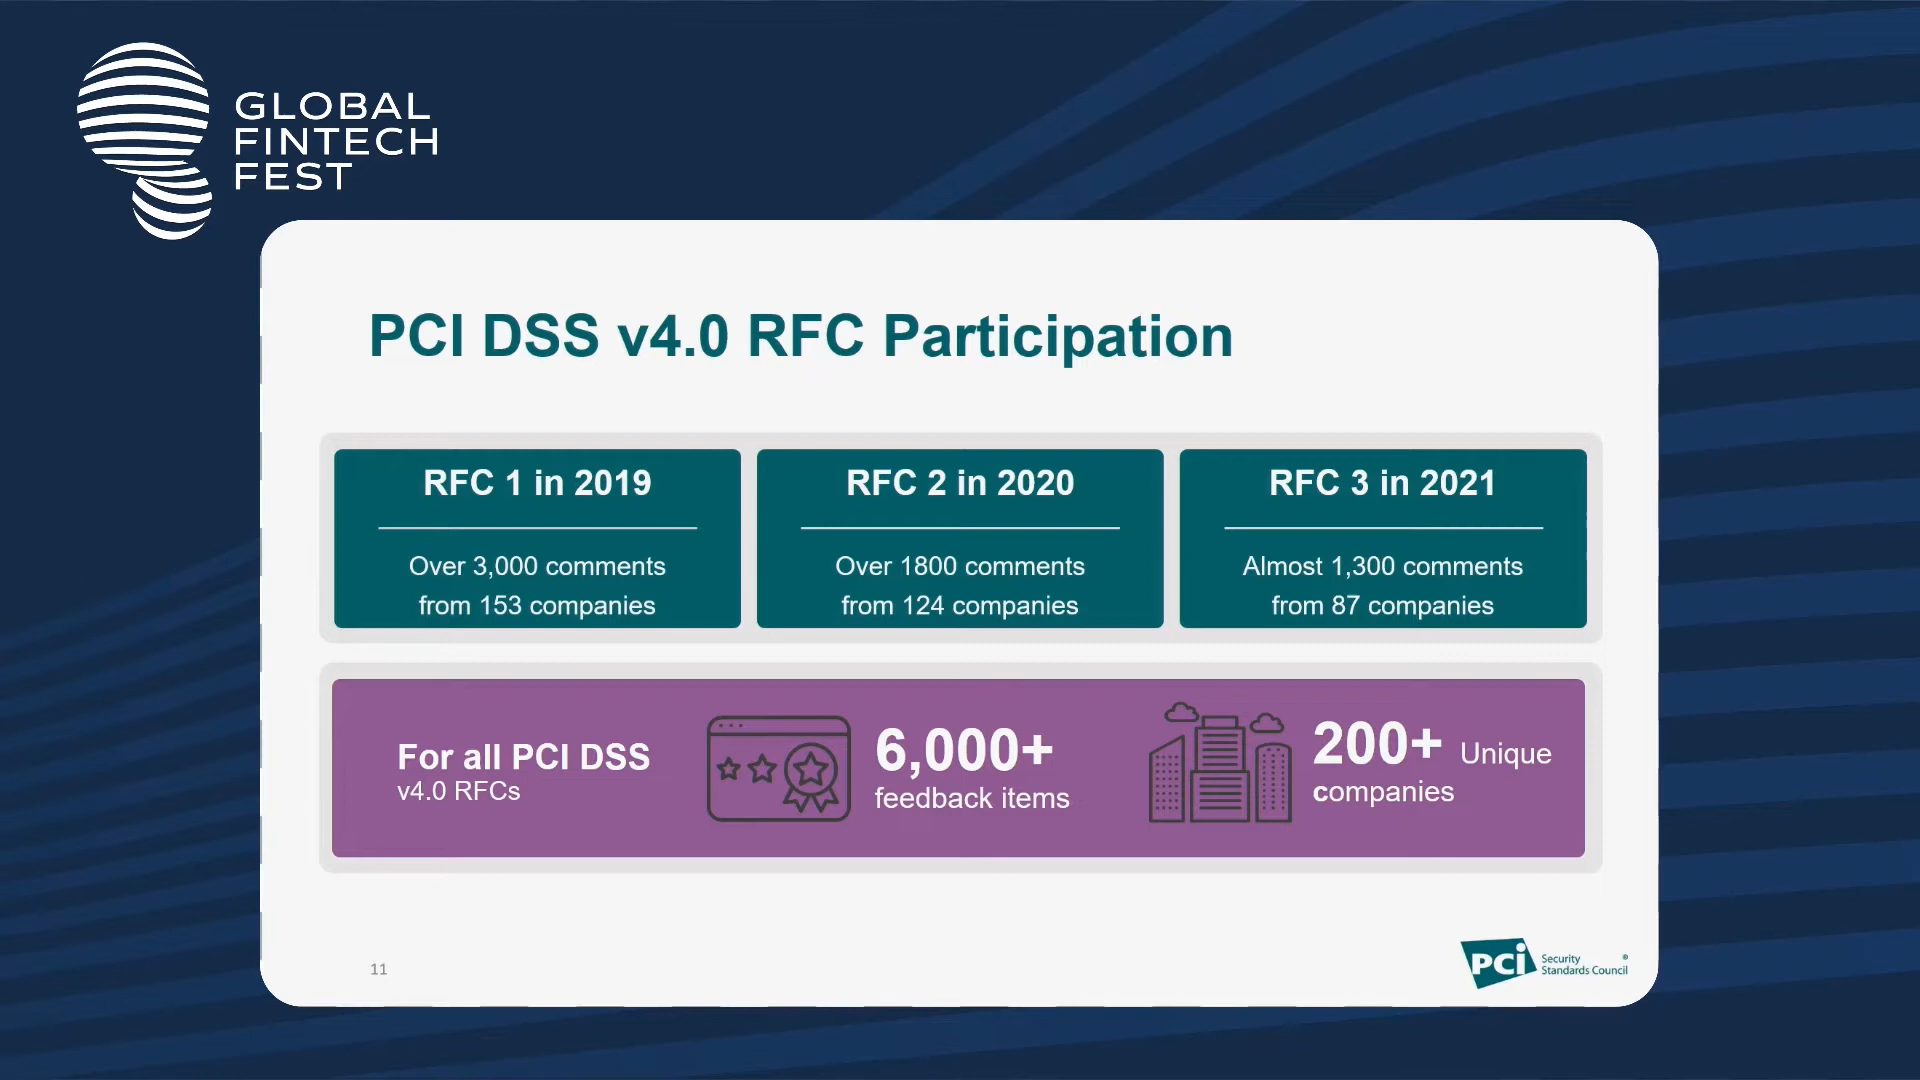 GLOBAL
FINTECH
FEST
PCI DSS v4.0 RFC Participation
RFC 1 in 2019
Over 3,000 comments
from 153 companies
RFC 2 in 2020
Over 1800 comments
from 124 companies
RFC 3 in 2021
Almost 1,300 comments
from 87 companies
For all PCI DSS
v4.0 RFCs
6,000+
feedback items
200+ Unique
companies
11
PCi Security
Standards Council ®